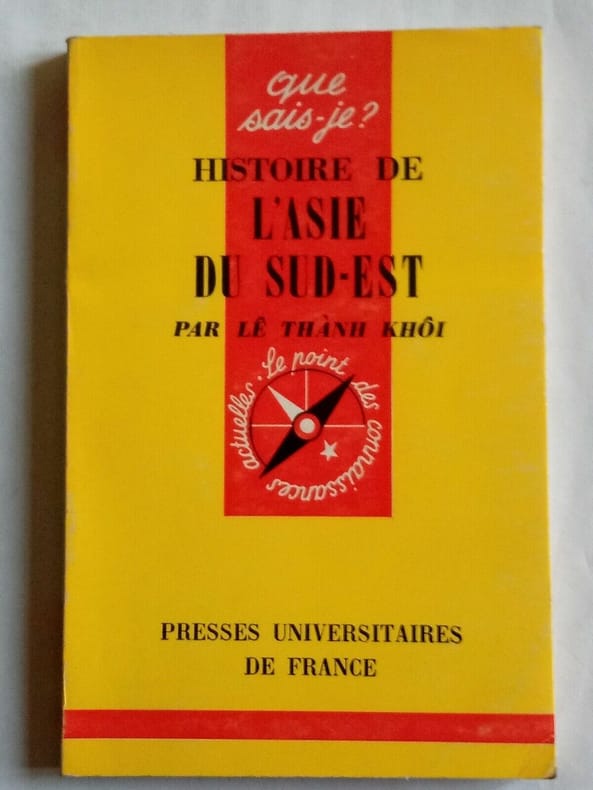 que
sais-je?
HISTOIRE DE
L'ASIE
DU SUD-EST
PAR LÊ THÀNH KHÔI
Le point des connaissances actuelles.
PRESSES UNIVERSITAIRES
DE FRANCE